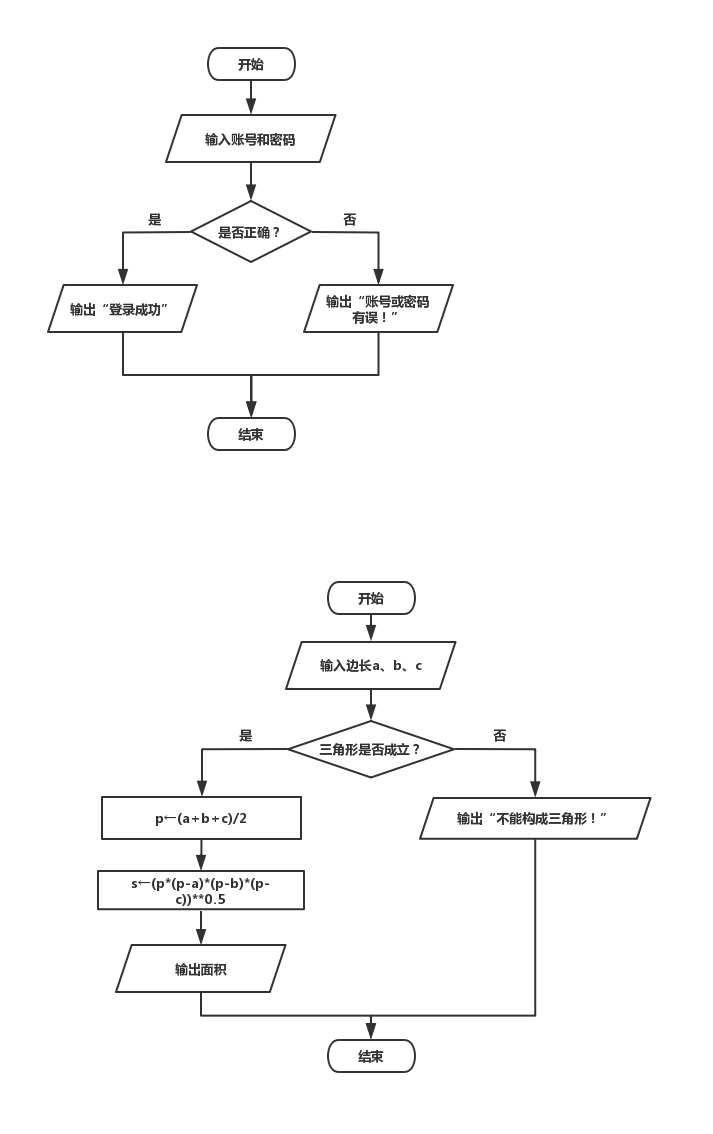 开始
输入账号和密码
是否正确？
是
否
输出“登录成功”
输出“账号或密码
有误！”
结束
开始
输入边长a、b、c
三角形是否成立？
是
否
p←(a+b+c)/2
输出“不能构成三角形！”
s←(p*(p-a)*(p-b)*(p-
c))**0.5
输出面积
结束